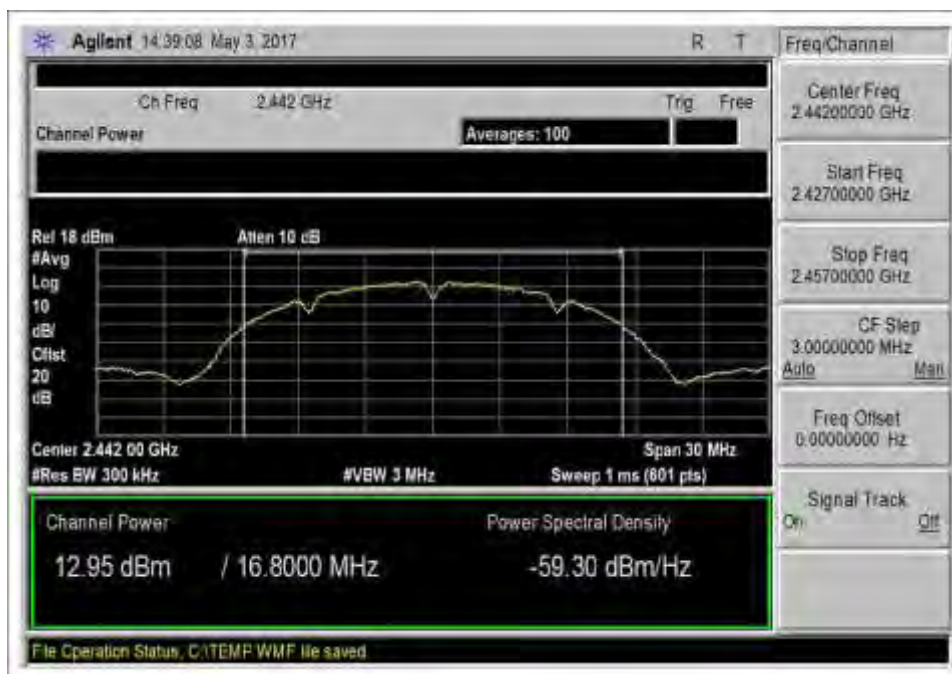 Agilent 14:39:08 May 3, 2017 R T
Freq/Channel
Ch Freq 2.442 GHz Trig Free
Channel Power Averages: 100
Ref 18 dBm Atten 10 dB
#Avg
Log
10
dB/
Offst
20
dB
Center 2.442 00 GHz Span 30 MHz
#Res BW 300 kHz #VBW 3 MHz Sweep 1 ms (601 pts)
Channel Power Power Spectral Density
12.95 dBm / 16.8000 MHz -59.30 dBm/Hz
File Operation Status, C:\TEMP.WMF file saved
Center Freq
2.44200000 GHz
Start Freq
2.42700000 GHz
Stop Freq
2.45700000 GHz
CF Step
3.00000000 MHz
Auto Man
Freq Offset
0.00000000 Hz
Signal Track
On Off